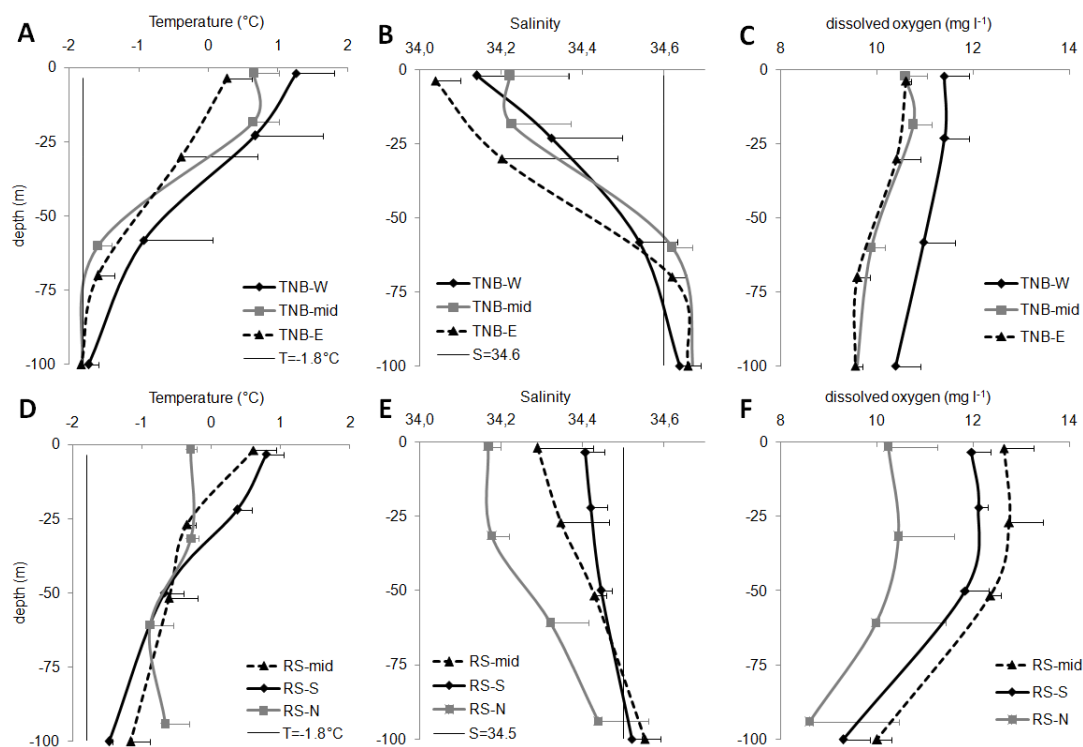 A
Temperature (°C)
-2 -1 0 1 2
0
-25
-50
-75
-100
depth (m)
TNB-W
TNB-mid
TNB-E
T=-1.8°C
B
Salinity
34,0 34,2 34,4 34,6
0
-25
-50
-75
-100
TNB-W
TNB-mid
TNB-E
S=34.6
C
dissolved oxygen (mg l-1)
8 10 12 14
0
-25
-50
-75
-100
TNB-W
TNB-mid
TNB-E
D
Temperature (°C)
-2 -1 0 1 2
0
-25
-50
-75
-100
depth (m)
RS-mid
RS-S
RS-N
T=-1.8°C
E
Salinity
34,0 34,2 34,4 34,6
0
-25
-50
-75
-100
RS-mid
RS-S
RS-N
S=34.5
F
dissolved oxygen (mg l-1)
8 10 12 14
0
-25
-50
-75
-100
RS-mid
RS-S
RS-N